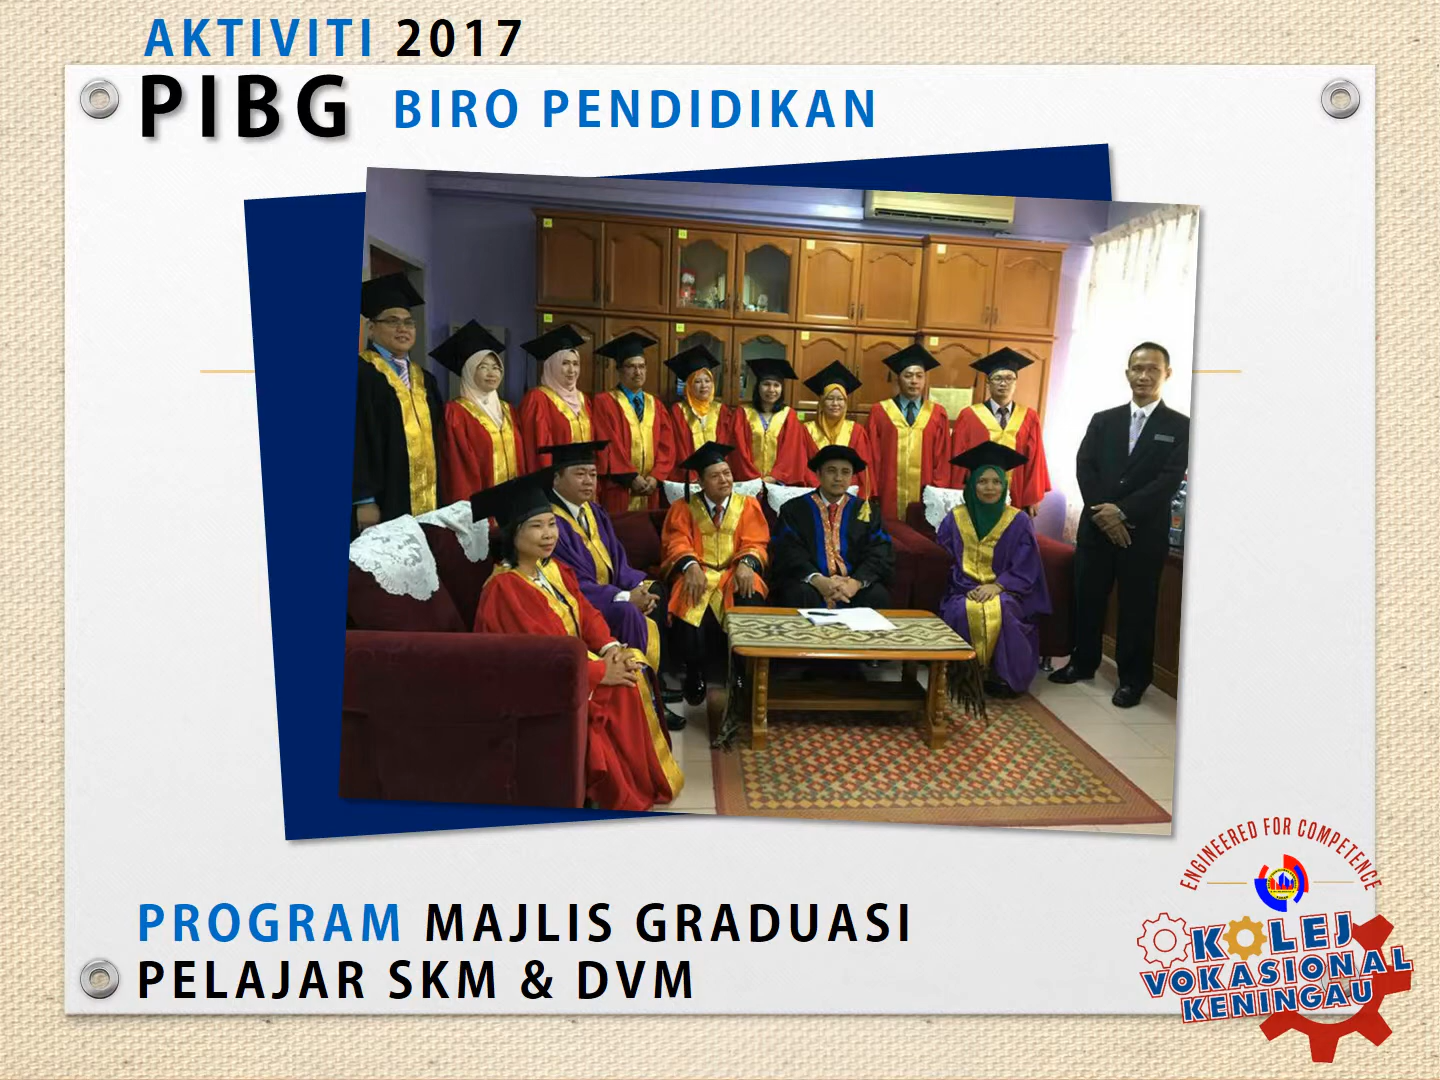 AKTIVITI 2017
PIBG BIRO PENDIDIKAN
PROGRAM MAJLIS GRADUASI
PELAJAR SKM & DVM
ENGINEERED FOR COMPETENCE
KOLEJ
VOKASIONAL
KENINGAU